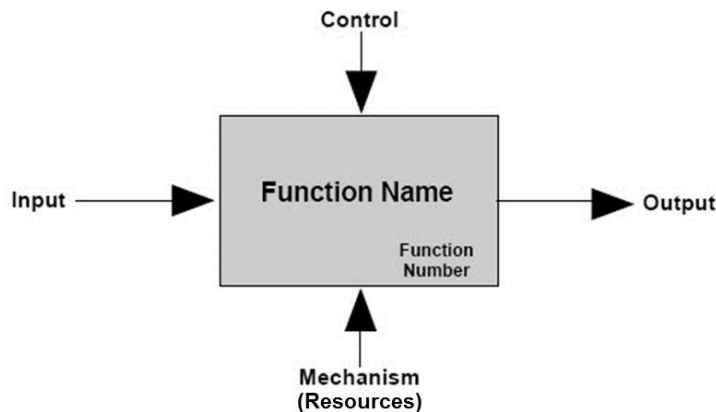 Control
Input
Function Name
Output
Function
Number
Mechanism
(Resources)